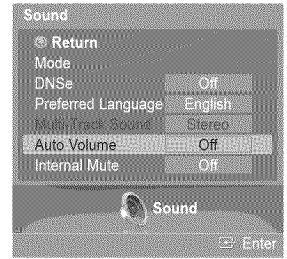 Sound
Return
Mode
DNSe Off
Preferred Language English
Multi-Track Sound Stereo
Auto Volume Off
Internal Mute Off
Sound
Enter